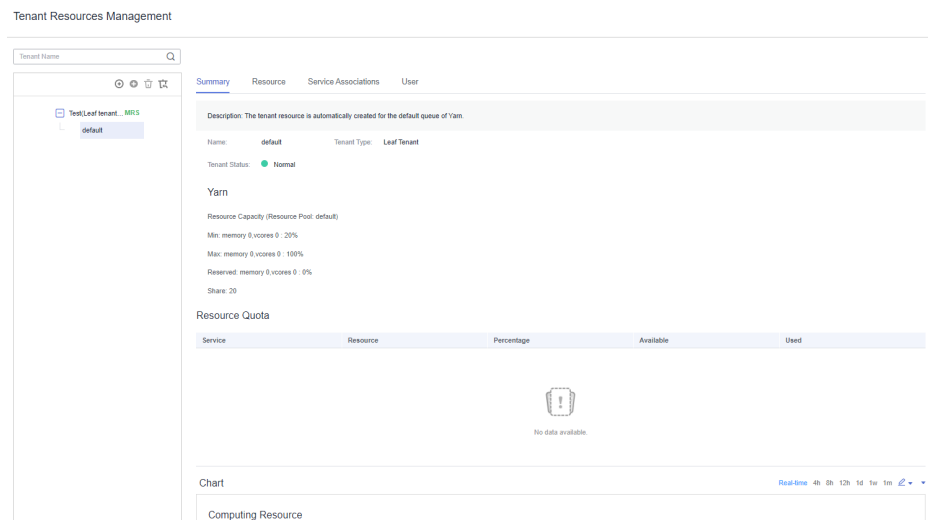 Tenant Resources Management
Tenant Name
Summary Resource Service Associations User
Test(Leaf tenant... MRS
default
Description: The tenant resource is automatically created for the default queue of Yarn.
Name: default Tenant Type: Leaf Tenant
Tenant Status: Normal
Yarn
Resource Capacity (Resource Pool: default)
Min: memory 0,vcores 0 : 20%
Max: memory 0,vcores 0 : 100%
Reserved: memory 0,vcores 0 : 0%
Share: 20
Resource Quota
Service Resource Percentage Available Used
No data available.
Chart Real-time 4h 8h 12h 1d 1w 1m
Computing Resource